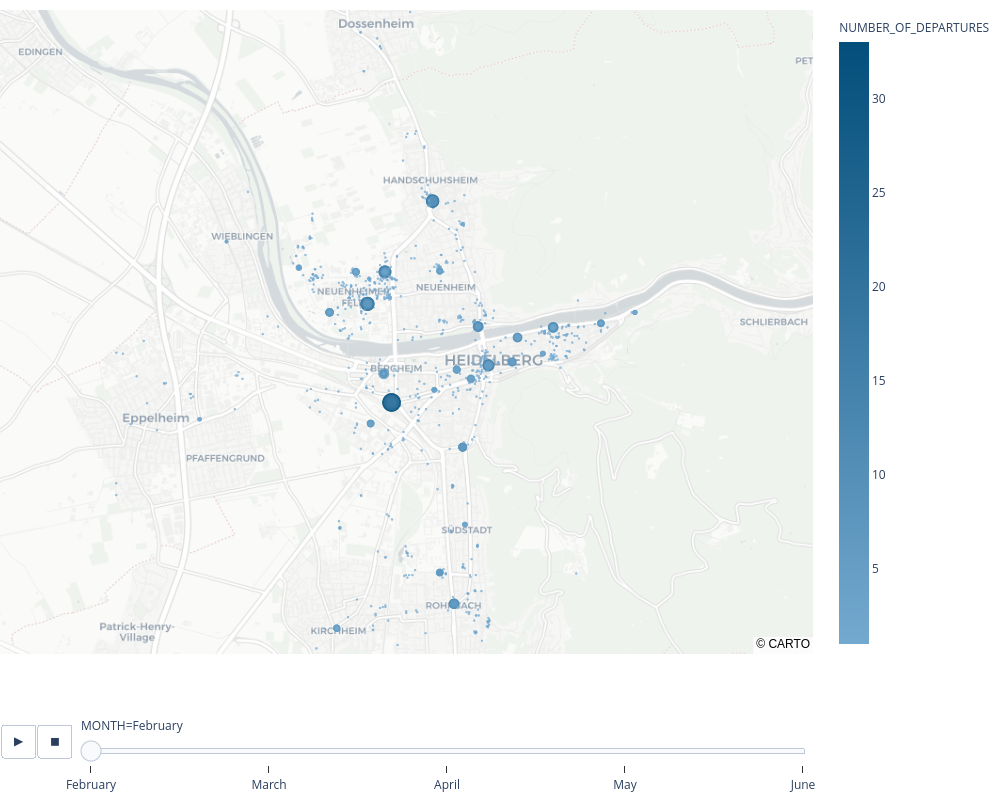 Dossenheim
NUMBER_OF_DEPARTURES
EDINGEN
PET
30
HANDSCHUHSHEIM
25
WIEBLINGEN
NEUENHEIM
20
NEUENHEIMER
FELD
SCHLIERBACH
HEIDELBERG
BERGHEIM
15
Eppelheim
PFAFFENGRUND
10
SÜDSTADT
5
ROHRBACH
Patrick-Henry-
Village
KIRCHHEIM
© CARTO
MONTH=February
▶ ■
February March April May June